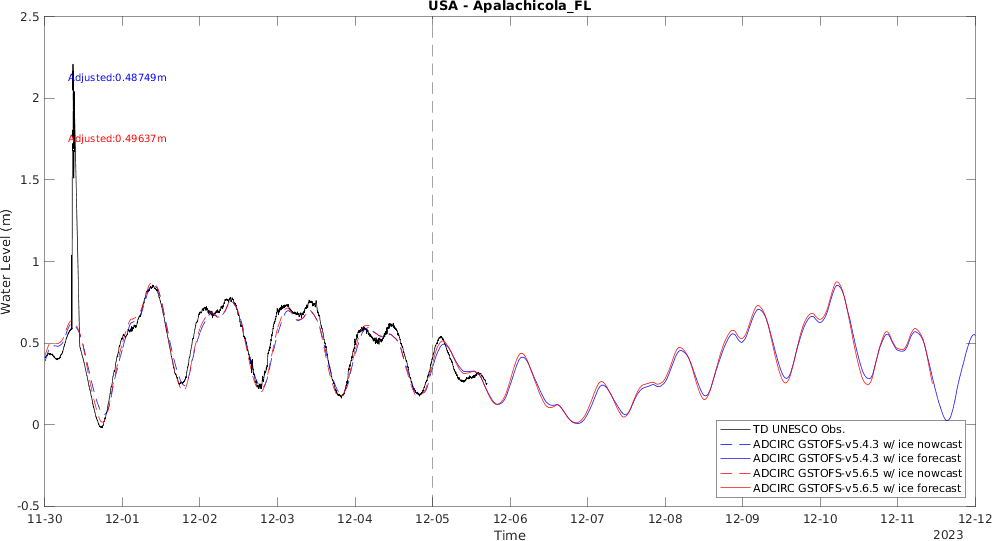 USA - Apalachicola_FL
2.5
2
1.5
1
0.5
0
-0.5
Water Level (m)
Adjusted:0.48749m
Adjusted:0.49637m
TD UNESCO Obs.
ADCIRC GSTOFS-v5.4.3 w/ ice nowcast
ADCIRC GSTOFS-v5.4.3 w/ ice forecast
ADCIRC GSTOFS-v5.6.5 w/ ice nowcast
ADCIRC GSTOFS-v5.6.5 w/ ice forecast
11-30 12-01 12-02 12-03 12-04 12-05 12-06 12-07 12-08 12-09 12-10 12-11 12-12
Time
2023